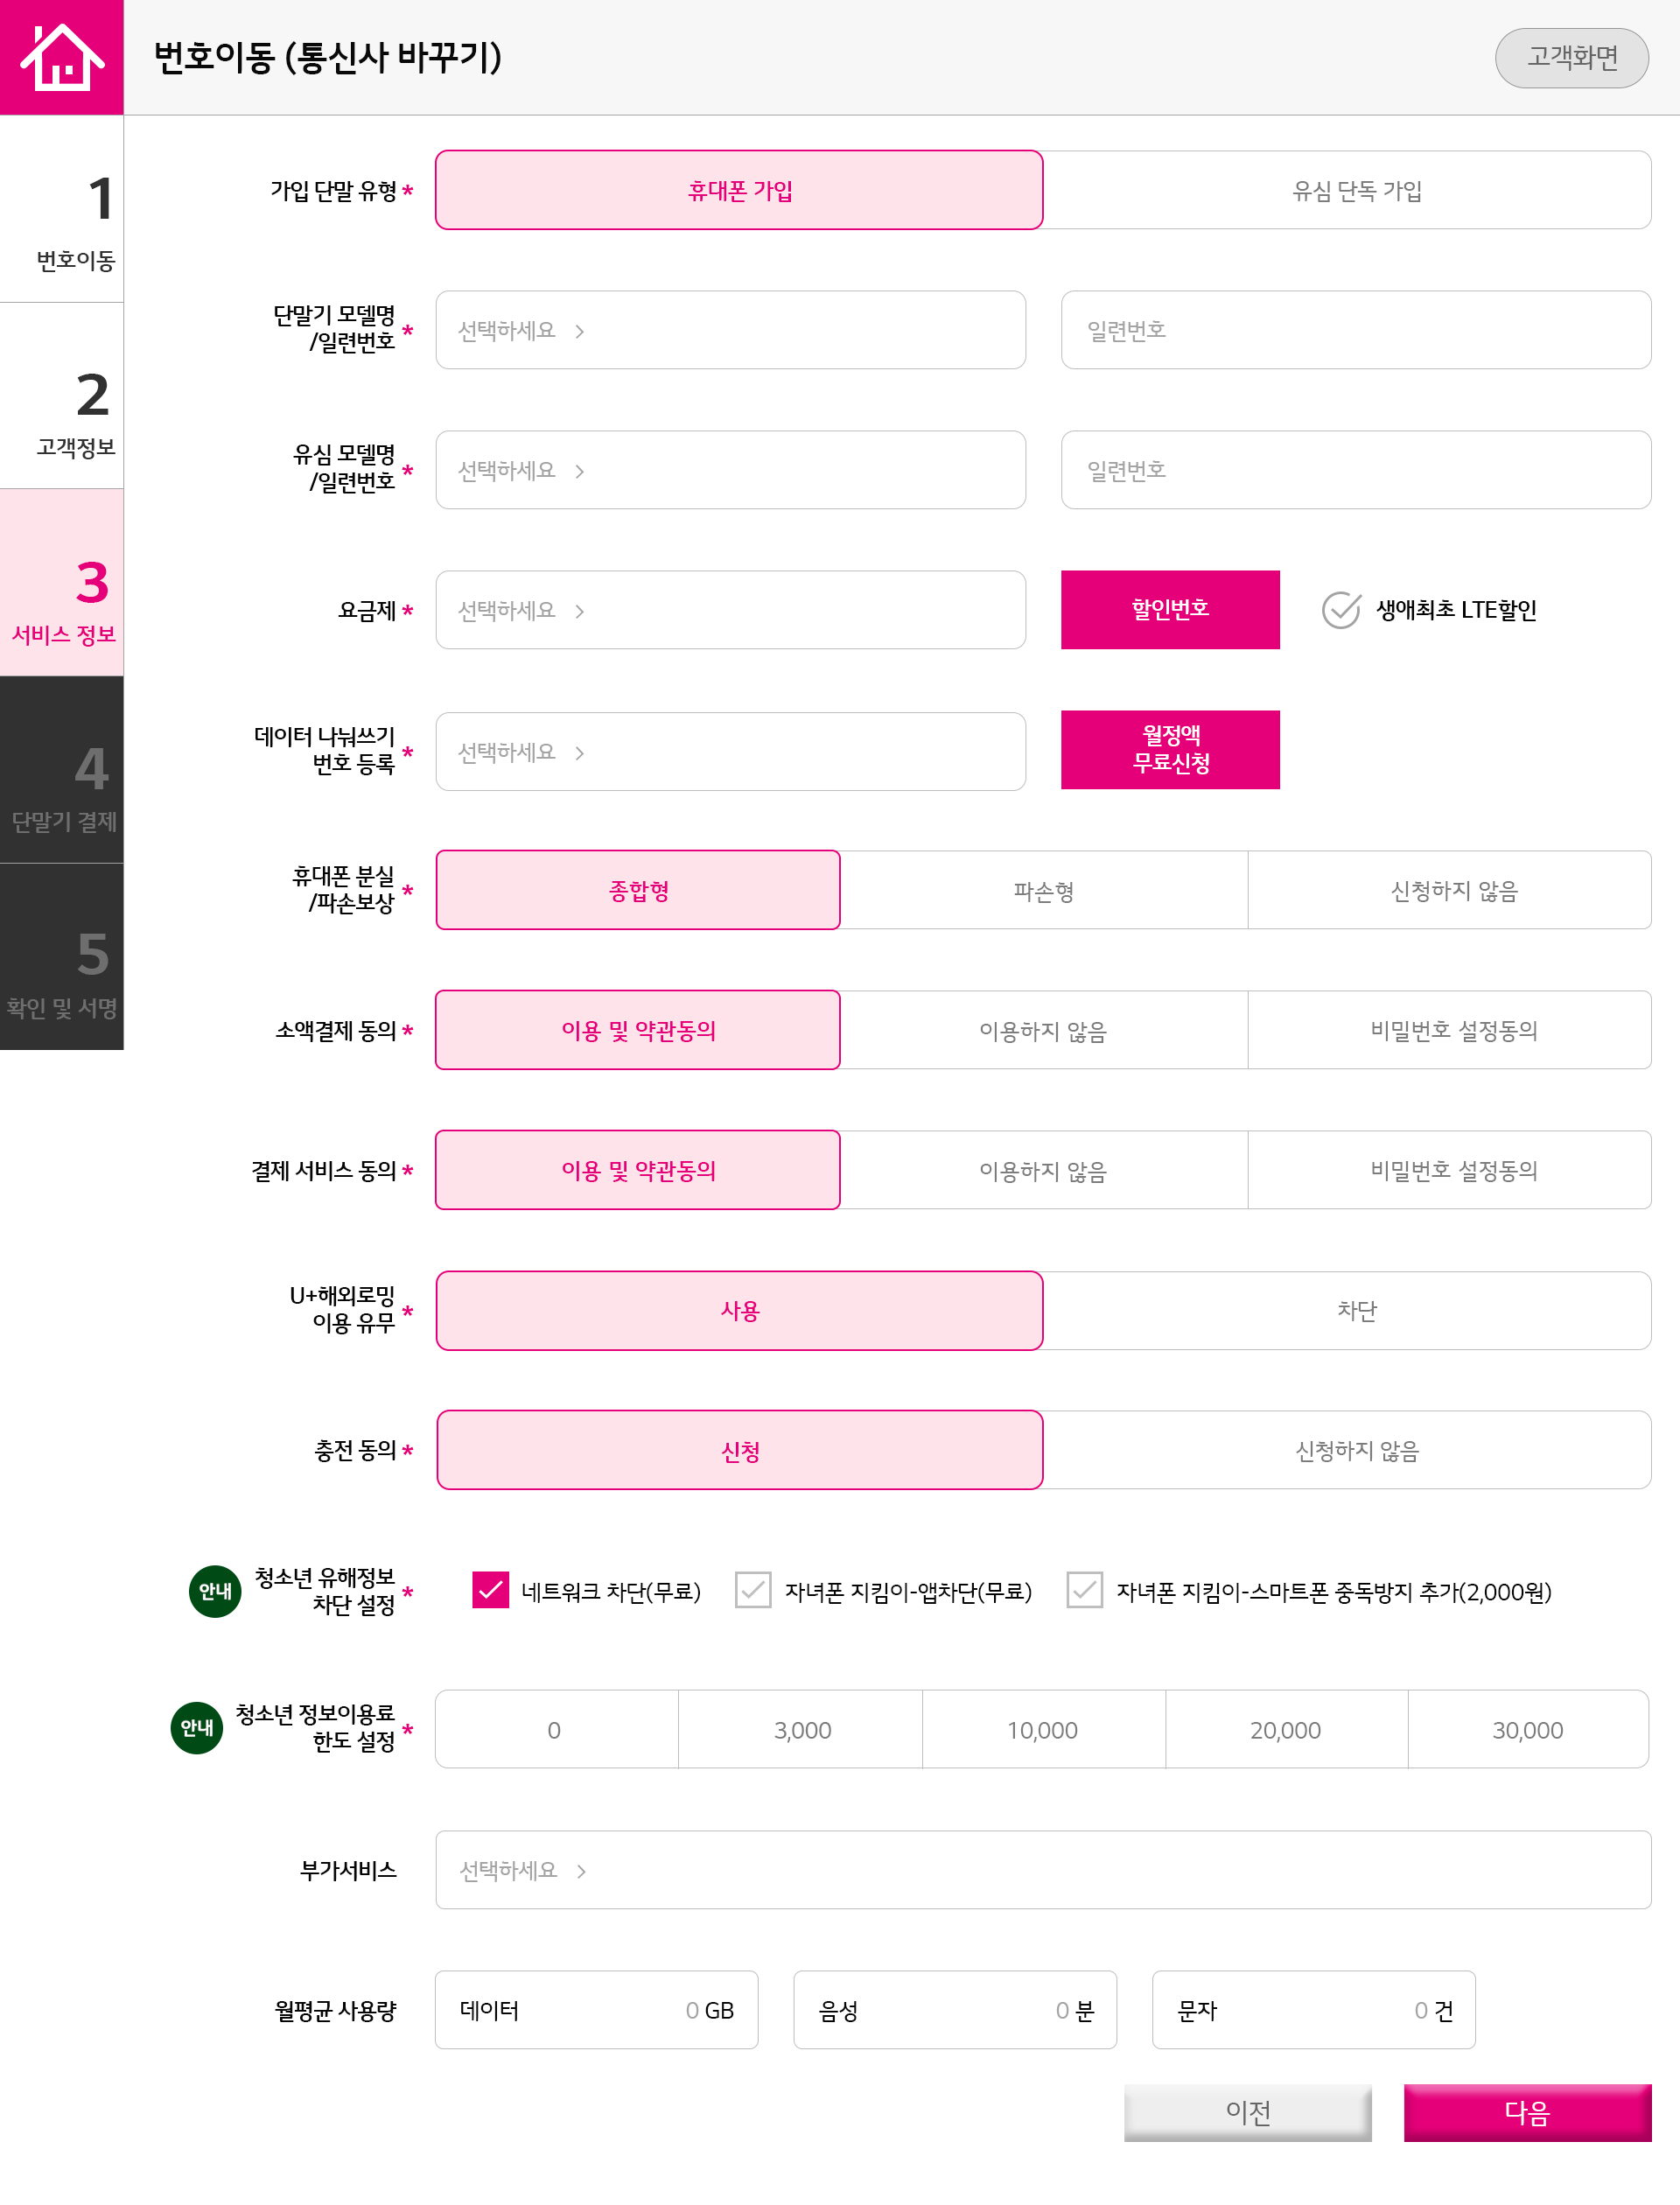 번호이동 (통신사 바꾸기)
고객화면
1
번호이동
2
고객정보
3
서비스 정보
4
단말기 결제
5
확인 및 서명
가입 단말 유형 *
휴대폰 가입
유심 단독 가입
단말기 모델명
/일련번호 *
선택하세요 >
일련번호
유심 모델명
/일련번호 *
선택하세요 >
일련번호
요금제 *
선택하세요 >
할인번호
생애최초 LTE할인
데이터 나눠쓰기
번호 등록 *
선택하세요 >
월정액
무료신청
휴대폰 분실
/파손보상 *
종합형
파손형
신청하지 않음
소액결제 동의 *
이용 및 약관동의
이용하지 않음
비밀번호 설정동의
결제 서비스 동의 *
이용 및 약관동의
이용하지 않음
비밀번호 설정동의
U+해외로밍
이용 유무 *
사용
차단
충전 동의 *
신청
신청하지 않음
안내
청소년 유해정보
차단 설정 *
네트워크 차단(무료)
자녀폰 지킴이-앱차단(무료)
자녀폰 지킴이-스마트폰 중독방지 추가(2,000원)
안내
청소년 정보이용료
한도 설정 *
0
3,000
10,000
20,000
30,000
부가서비스
선택하세요 >
월평균 사용량
데이터 0 GB
음성 0 분
문자 0 건
이전
다음